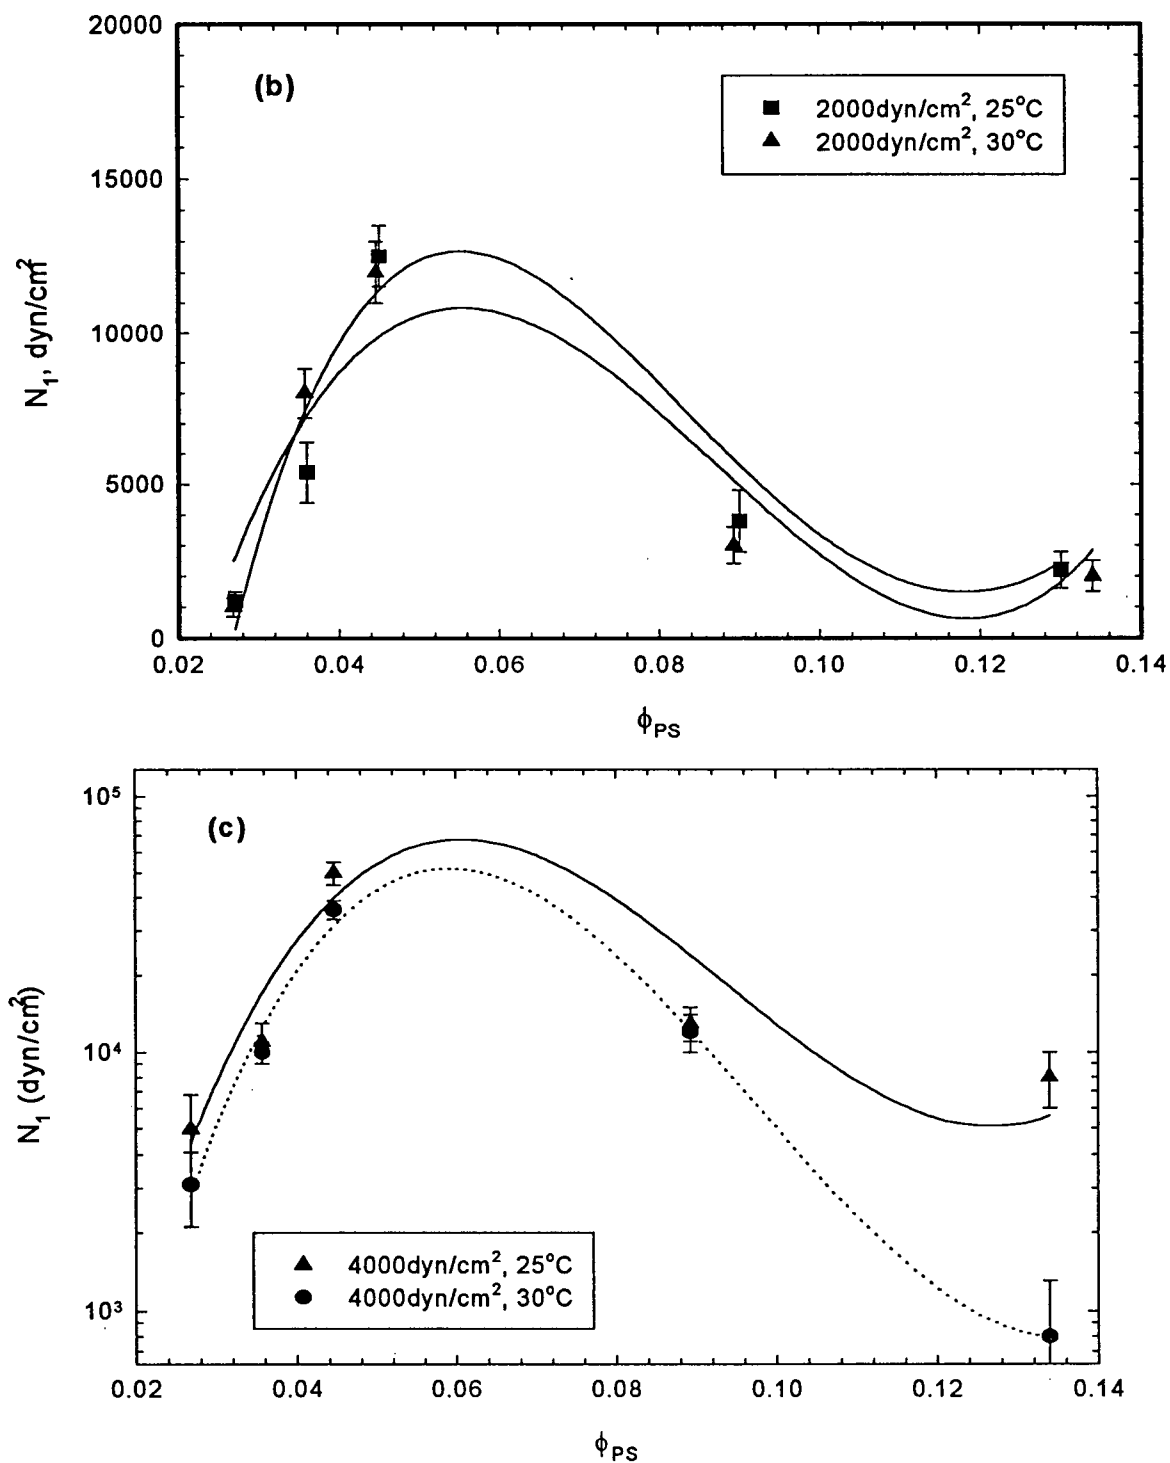 20000
(b)
2000dyn/cm², 25°C
2000dyn/cm², 30°C
15000
N₁, dyn/cm²
10000
5000
0
0.02 0.04 0.06 0.08 0.10 0.12 0.14
ϕPS
10⁵
(c)
N₁ (dyn/cm²)
10⁴
4000dyn/cm², 25°C
4000dyn/cm², 30°C
10³
0.02 0.04 0.06 0.08 0.10 0.12 0.14
ϕPS